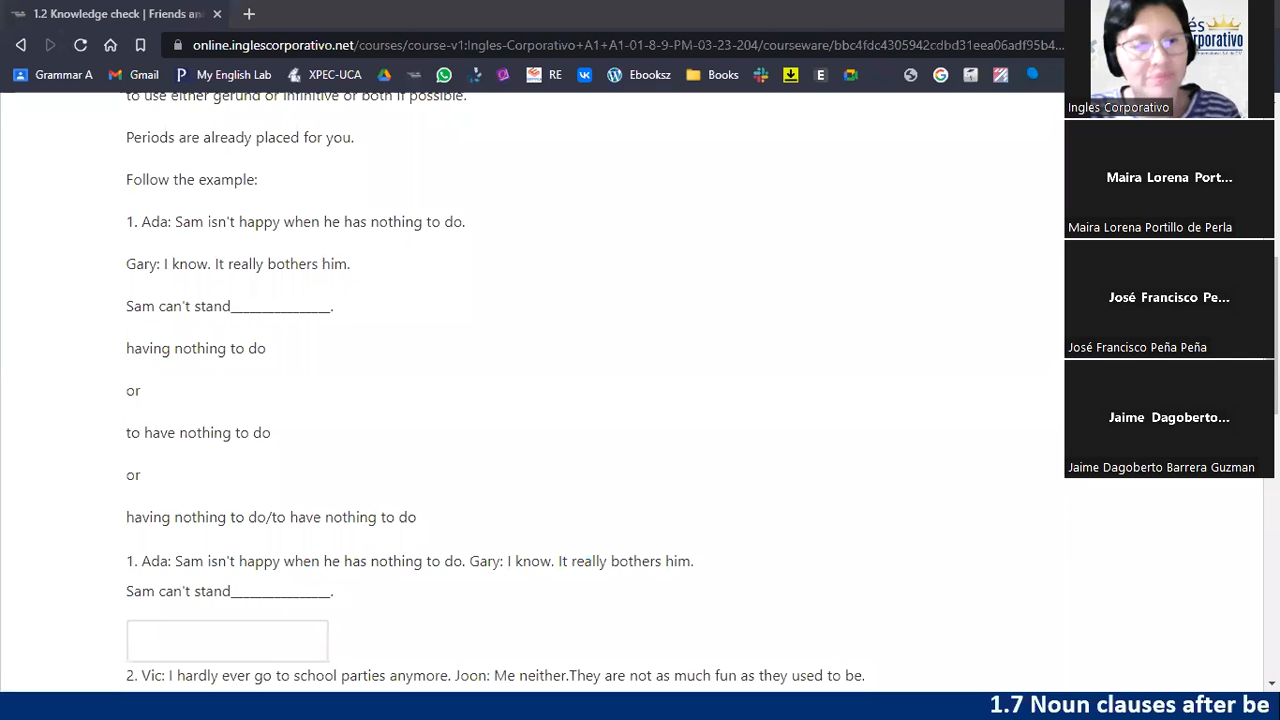 1.2 Knowledge check | Friends and
online.inglescorporativo.net/courses/course-v1:Ingles-Corporativo+A1+A1-01-8-9-PM-03-23-204/courseware/bbc4fdc4305942cdbd31eea06adf95b4...
Grammar A
Gmail
My English Lab
XPEC-UCA
RE
Ebooksz
Books
to use either gerund or infinitive or both if possible.
Periods are already placed for you.
Follow the example:
1. Ada: Sam isn't happy when he has nothing to do.
Gary: I know. It really bothers him.
Sam can't stand_______________.
having nothing to do
or
to have nothing to do
or
having nothing to do/to have nothing to do
1. Ada: Sam isn't happy when he has nothing to do. Gary: I know. It really bothers him.
Sam can't stand_______________.
2. Vic: I hardly ever go to school parties anymore. Joon: Me neither.They are not as much fun as they used to be.
Inglés Corporativo
Maira Lorena Port...
Maira Lorena Portillo de Perla
José Francisco Pe...
José Francisco Peña Peña
Jaime Dagoberto...
Jaime Dagoberto Barrera Guzman
1.7 Noun clauses after be